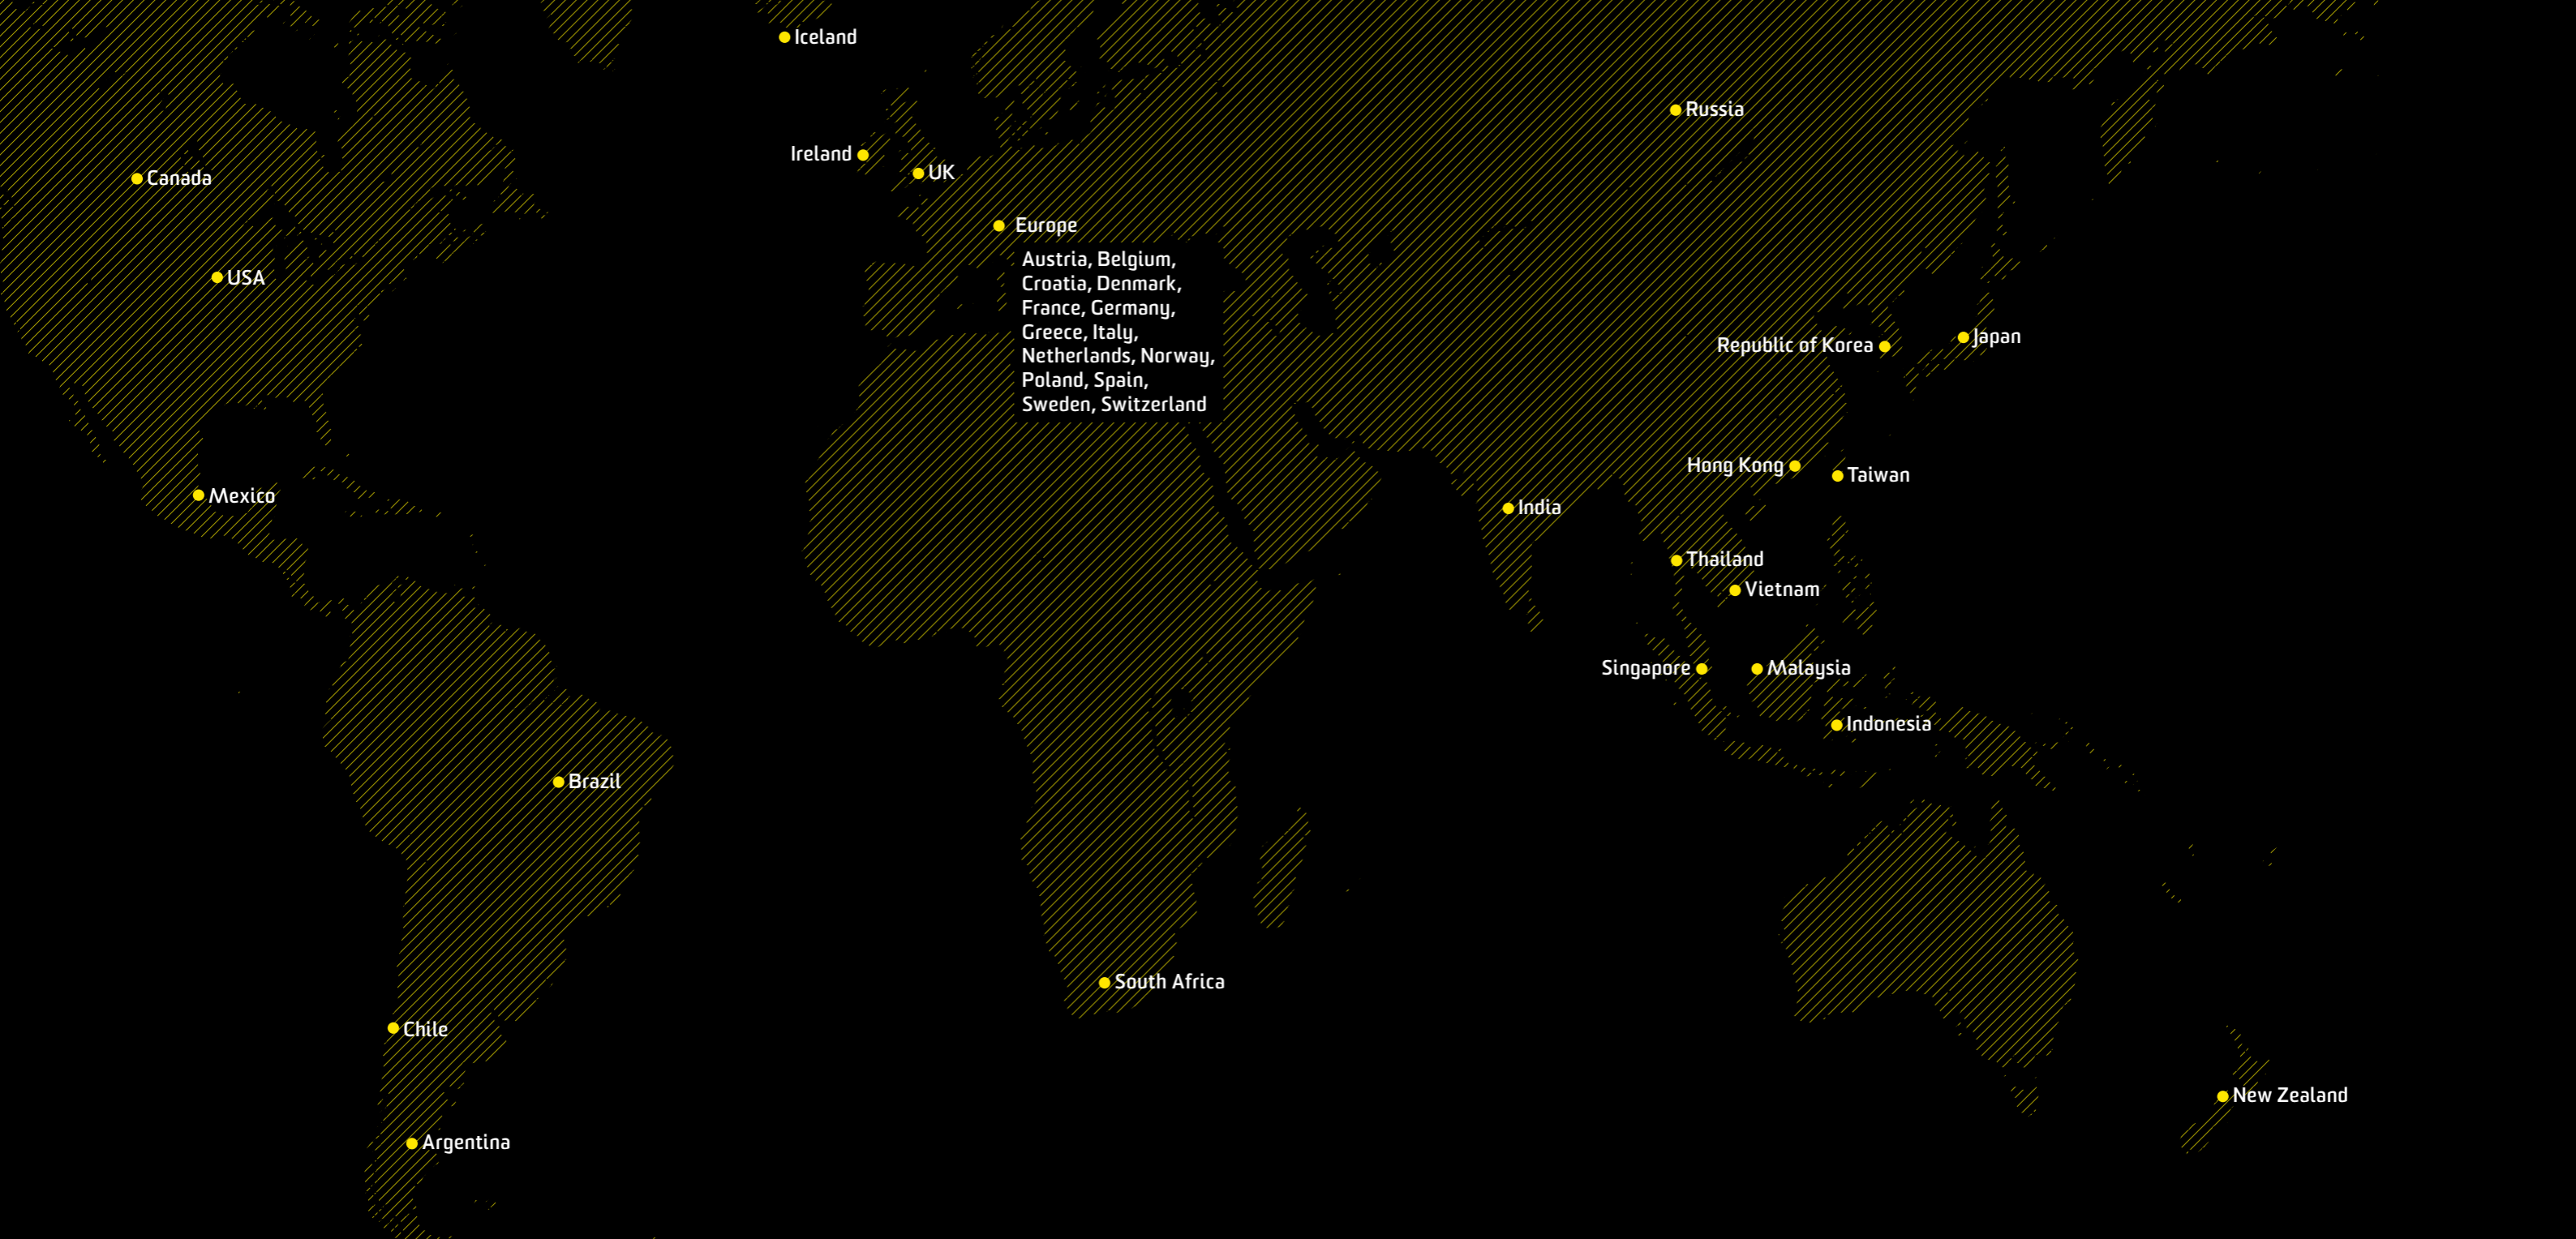 Iceland
Russia
Ireland
UK
Canada
Europe
Austria, Belgium,
Croatia, Denmark,
France, Germany,
Greece, Italy,
Netherlands, Norway,
Poland, Spain,
Sweden, Switzerland
USA
Republic of Korea
Japan
Hong Kong
Taiwan
Mexico
India
Thailand
Vietnam
Singapore
Malaysia
Indonesia
Brazil
South Africa
Chile
New Zealand
Argentina